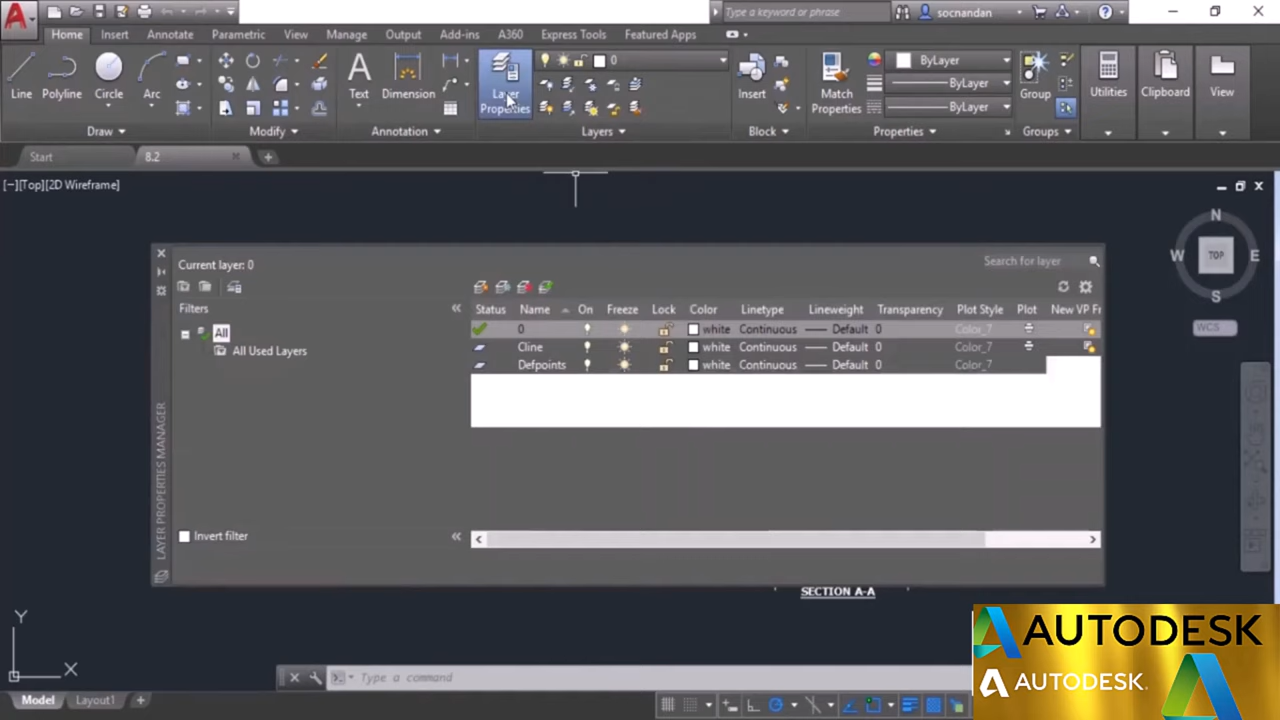 Type a keyword or phrase
socnandan
Home Insert Annotate Parametric View Manage Output Add-ins A360 Express Tools Featured Apps
Line Polyline Circle Arc
Text Dimension
Layer Properties
0
Insert
Match Properties
ByLayer
ByLayer
ByLayer
Group
Utilities
Clipboard
View
Draw Modify Annotation Layers Block Properties Groups
Start 8.2
[−][Top][2D Wireframe]
N
W TOP E
S
WCS
Current layer: 0
Search for layer
Filters
All
All Used Layers
Status Name On Freeze Lock Color Linetype Lineweight Transparency Plot Style Plot New VP Fr
0 white Continuous Default 0 Color_7
Cline white Continuous Default 0 Color_7
Defpoints white Continuous Default 0 Color_7
LAYER PROPERTIES MANAGER
Invert filter
SECTION A-A
Y
X
Type a command
Model Layout1
AUTODESK
AUTODESK.